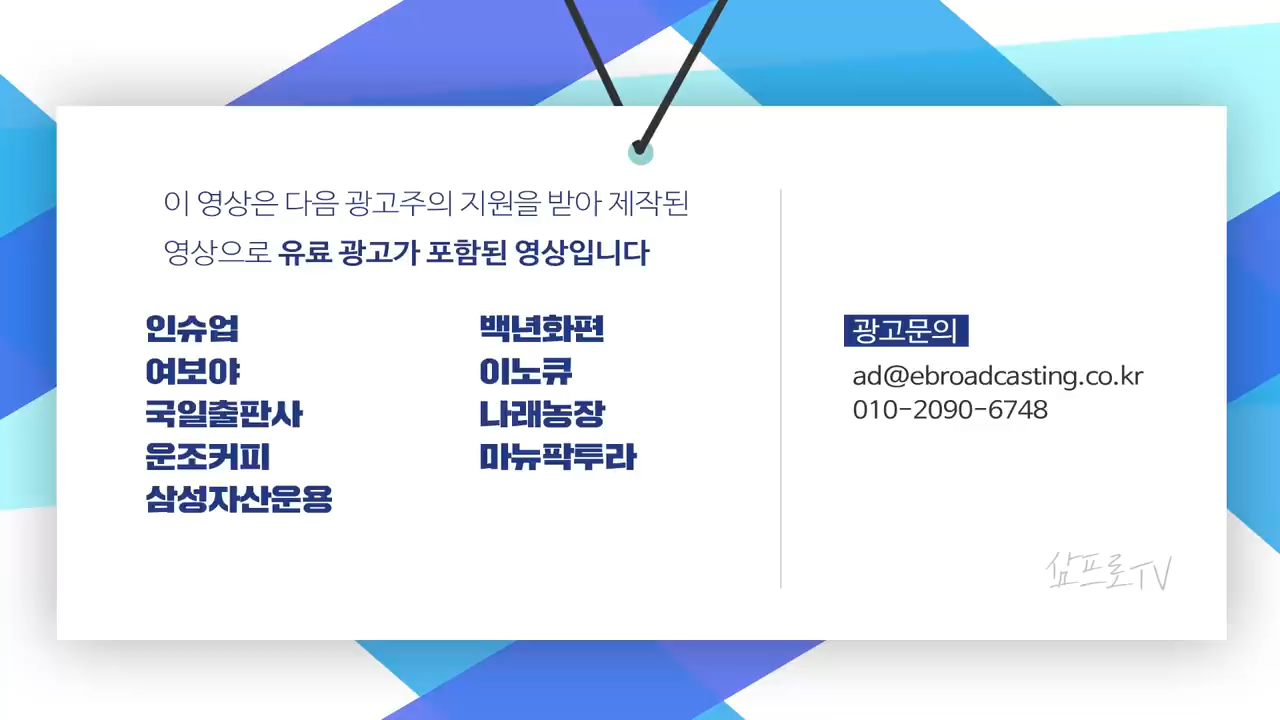 이 영상은 다음 광고주의 지원을 받아 제작된
영상으로 유료 광고가 포함된 영상입니다
인슈업
여보야
국일출판사
운조커피
삼성자산운용
백년화편
이노큐
나래농장
마뉴팍투라
광고문의
ad@ebroadcasting.co.kr
010-2090-6748
삼프로TV